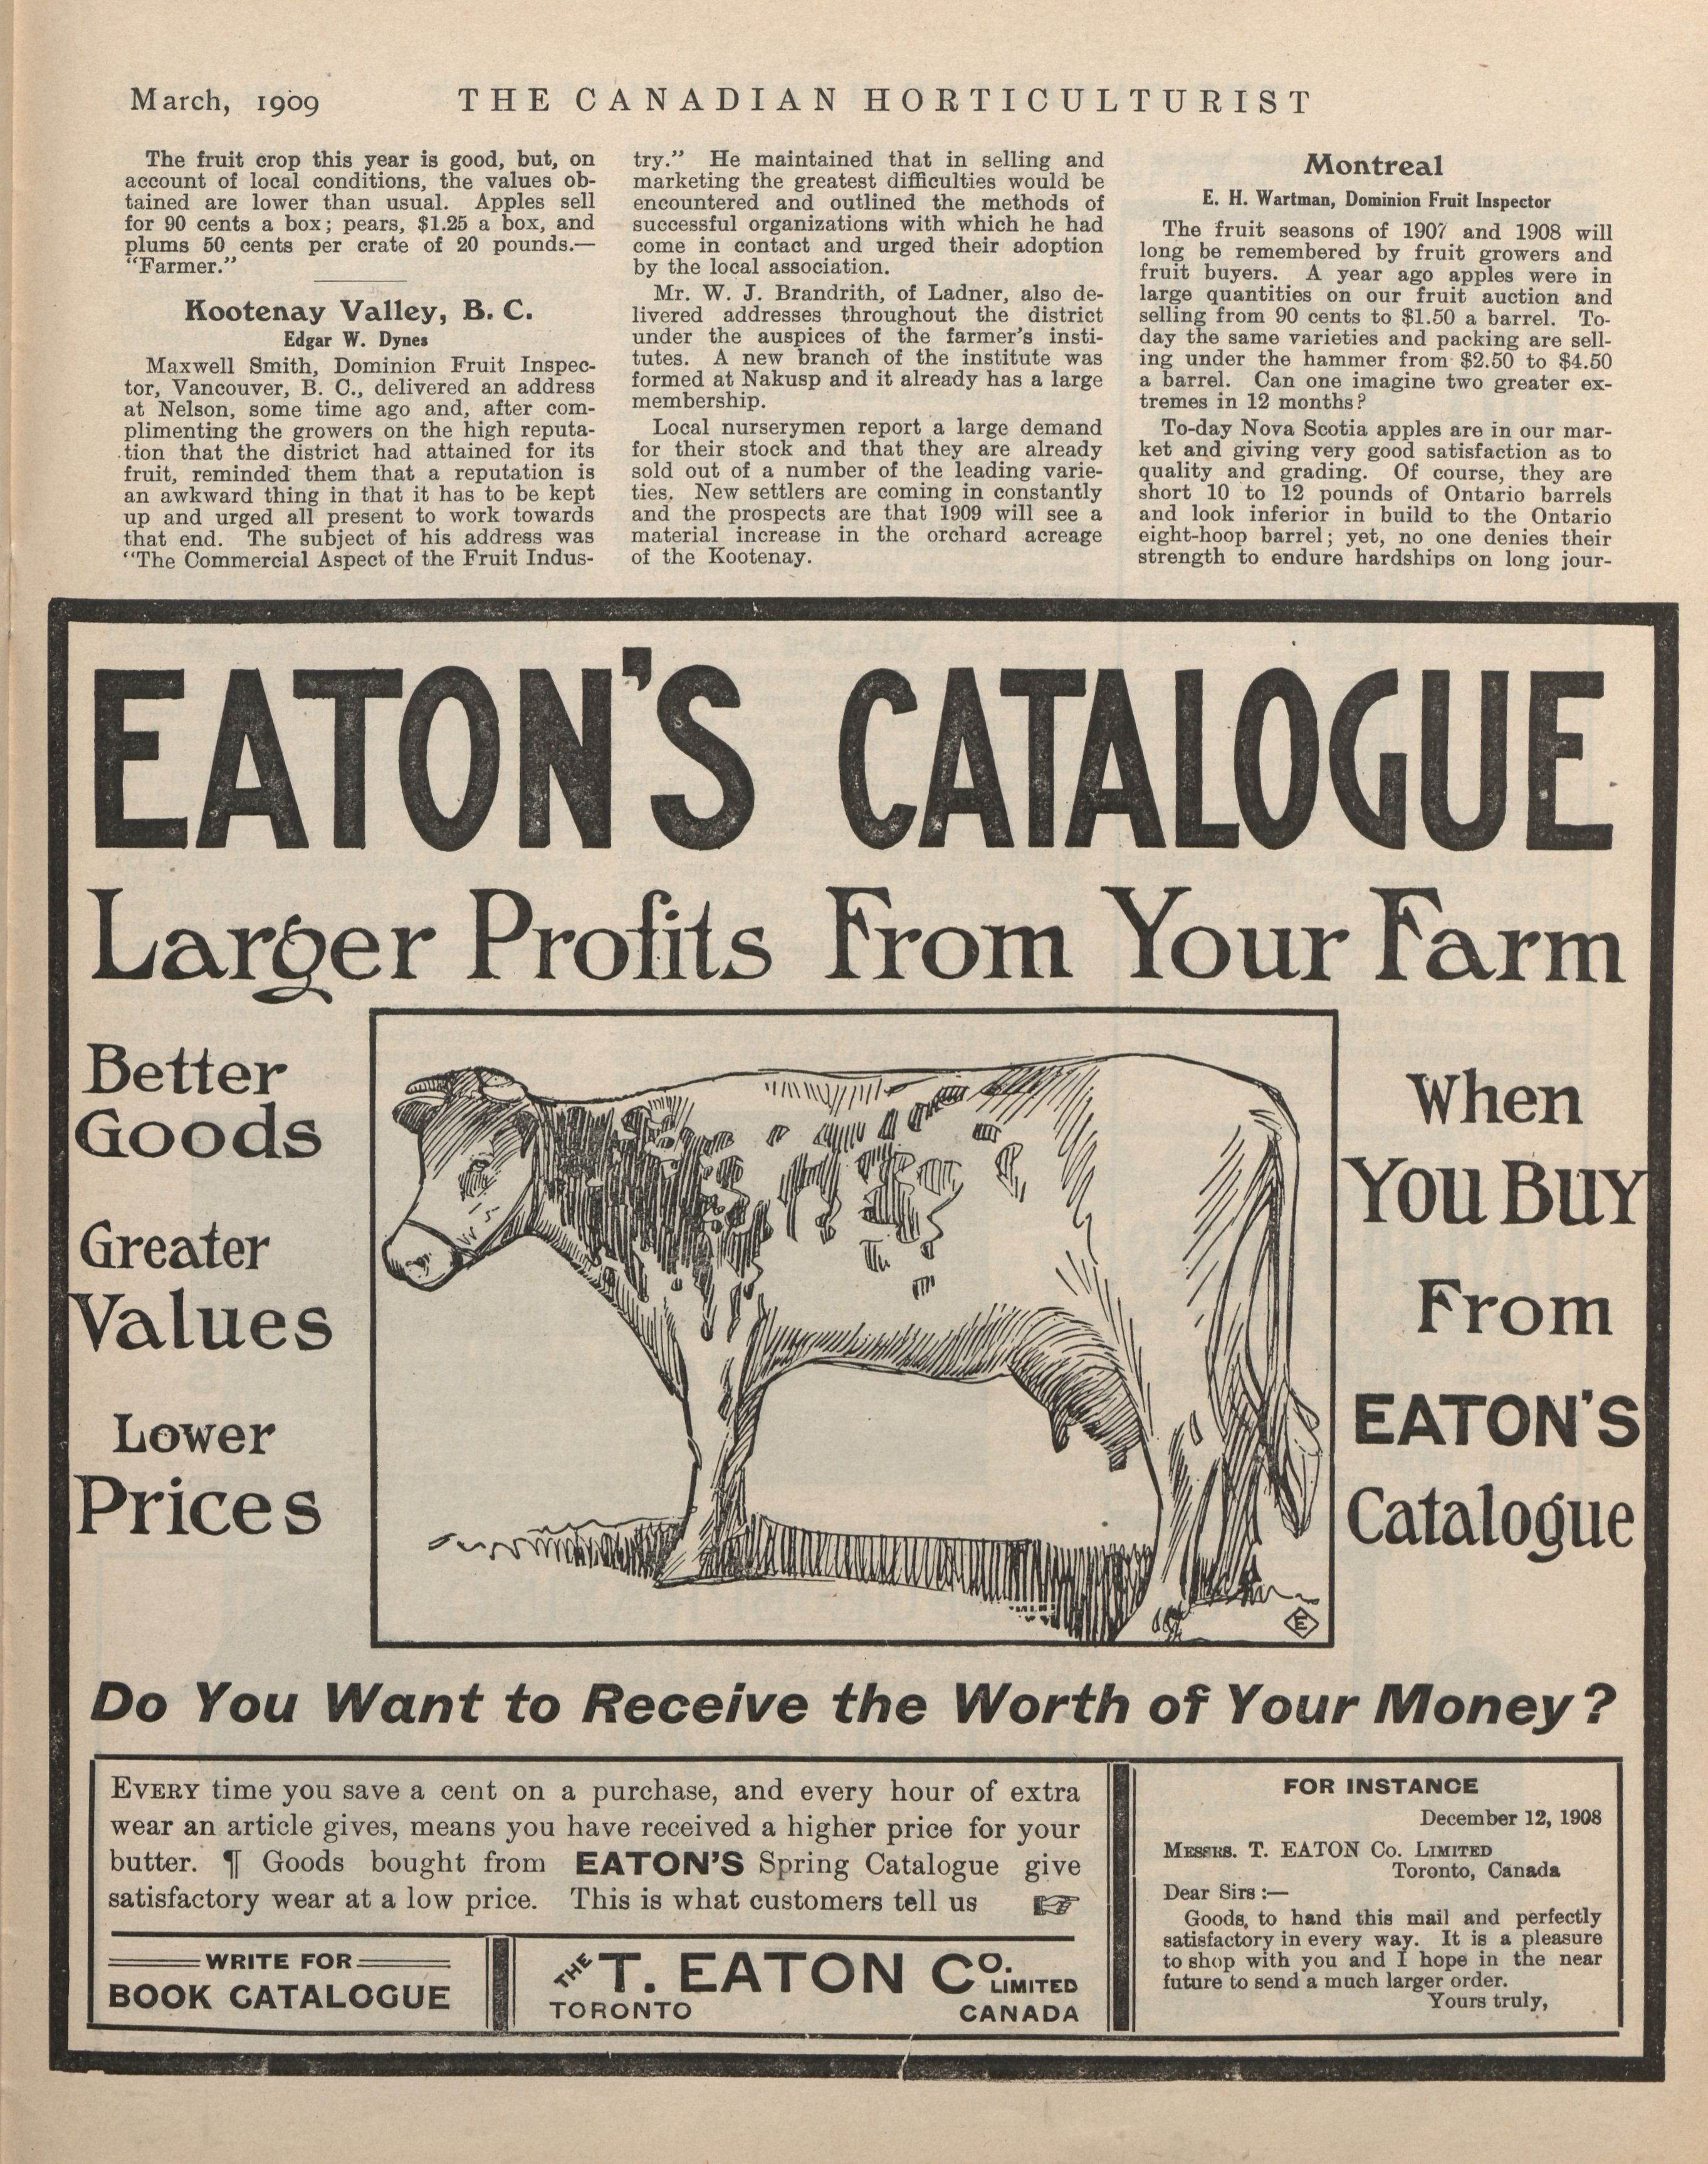 March, 1909 THE CANADIAN HORTICULTURIST
The fruit crop this year is good, but, on
account of local conditions, the values ob-
tained are lower than usual. Apples sell
for 90 cents a box; pears, $1.25 a box, and
plums 50 cents per crate of 20 pounds.—
“Farmer.”
Kootenay Valley, B. C.
Edgar W. Dynes
Maxwell Smith, Dominion Fruit Inspec-
tor, Vancouver, B. C., delivered an address
at Nelson, some time ago and, after com-
plimenting the growers on the high reputa-
tion that the district had attained for its
fruit, reminded them that a reputation is
an awkward thing in that it has to be kept
up and urged all present to work towards
that end. The subject of his address was
“The Commercial Aspect of the Fruit Indus-
try.” He maintained that in selling and
marketing the greatest difficulties would be
encountered and outlined the methods of
successful organizations with which he had
come in contact and urged their adoption
by the local association.
Mr. W. J. Brandrith, of Ladner, also de-
livered addresses throughout the district
under the auspices of the farmer's insti-
tutes. A new branch of the institute was
formed at Nakusp and it already has a large
membership.
Local nurserymen report a large demand
for their stock and that they are already
sold out of a number of the leading varie-
ties. New settlers are coming in constantly
and the prospects are that 1909 will see a
material increase in the orchard acreage
of the Kootenay.
Montreal
E. H. Wartman, Dominion Fruit Inspector
The fruit seasons of 1907 and 1908 will
long be remembered by fruit growers and
fruit buyers. A year ago apples were in
large quantities on our fruit auction and
selling from 90 cents to $1.50 a barrel. To-
day the same varieties and packing are sell-
ing under the hammer from $2.50 to $4.50
a barrel. Can one imagine two greater ex-
tremes in 12 months?
To-day Nova Scotia apples are in our mar-
ket and giving very good satisfaction as to
quality and grading. Of course, they are
short 10 to 12 pounds of Ontario barrels
and look inferior in build to the Ontario
eight-hoop barrel; yet, no one denies their
strength to endure hardships on long jour-
EATON'S CATALOGUE
Larger Profits From Your Farm
Better
Goods
Greater
Values
Lower
Prices
When
You Buy
From
EATON'S
Catalogue
E
Do You Want to Receive the Worth of Your Money?
EVERY time you save a cent on a purchase, and every hour of extra
wear an article gives, means you have received a higher price for your
butter. ¶ Goods bought from EATON'S Spring Catalogue give
satisfactory wear at a low price. This is what customers tell us ☞
WRITE FOR
BOOK CATALOGUE
THE T. EATON CO. LIMITED
TORONTO CANADA
FOR INSTANCE
December 12, 1908
MESSRS. T. EATON Co. LIMITED
Toronto, Canada
Dear Sirs:—
Goods, to hand this mail and perfectly
satisfactory in every way. It is a pleasure
to shop with you and I hope in the near
future to send a much larger order.
Yours truly,